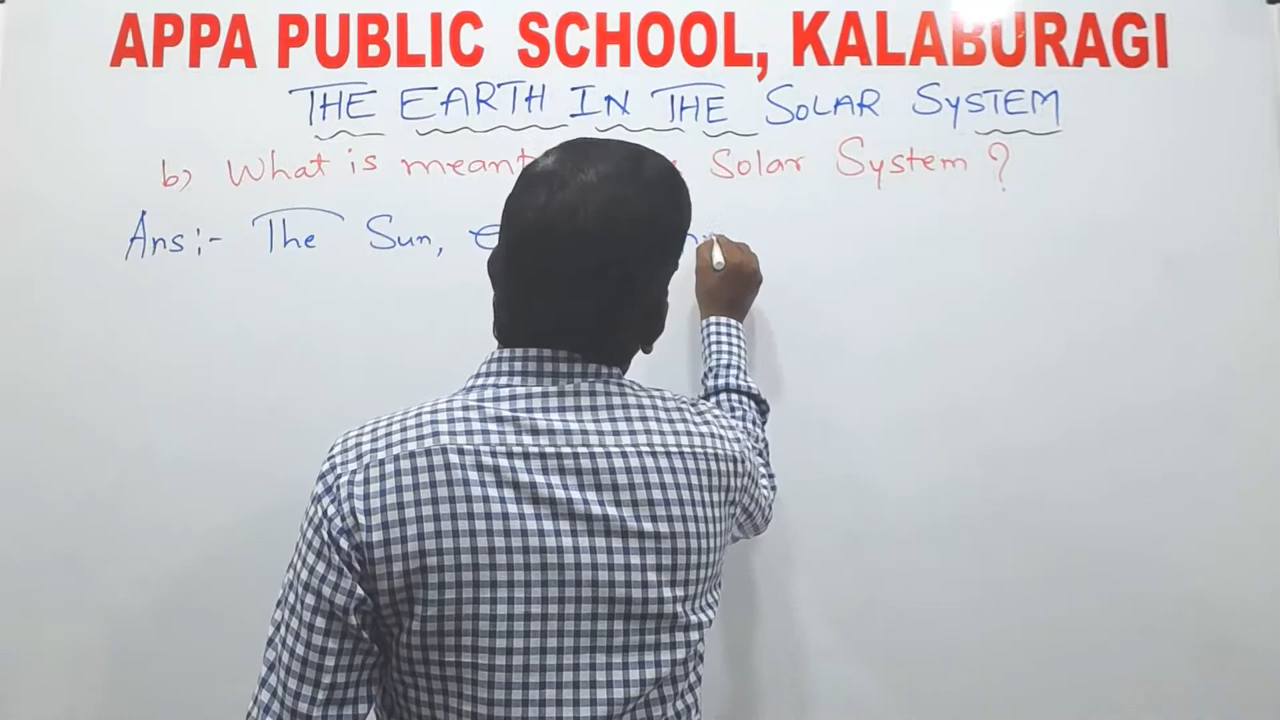 APPA PUBLIC SCHOOL, KALABURAGI
THE EARTH IN THE SOLAR SYSTEM
b) What is meant Solar System ?
Ans:- The Sun,